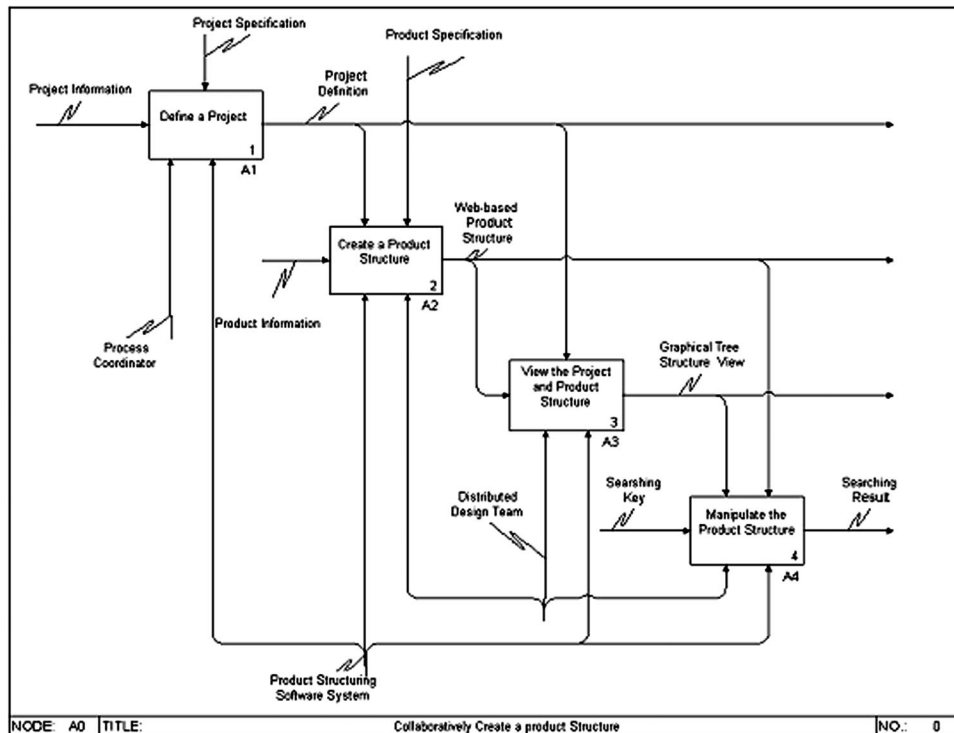 Project Specification
Product Specification
Project Information
Project
Definition
Define a Project
1
A1
Web-based
Product
Structure
Create a Product
Structure
2
A2
Product Information
Process
Coordinator
Graphical Tree
Structure View
View the Project
and Product
Structure
3
A3
Distributed
Design Team
Searshing
Key
Searching
Result
Manipulate the
Product Structure
4
A4
Product Structuring
Software System
NODE: A0 TITLE: Collaboratively Create a product Structure NO.: 0